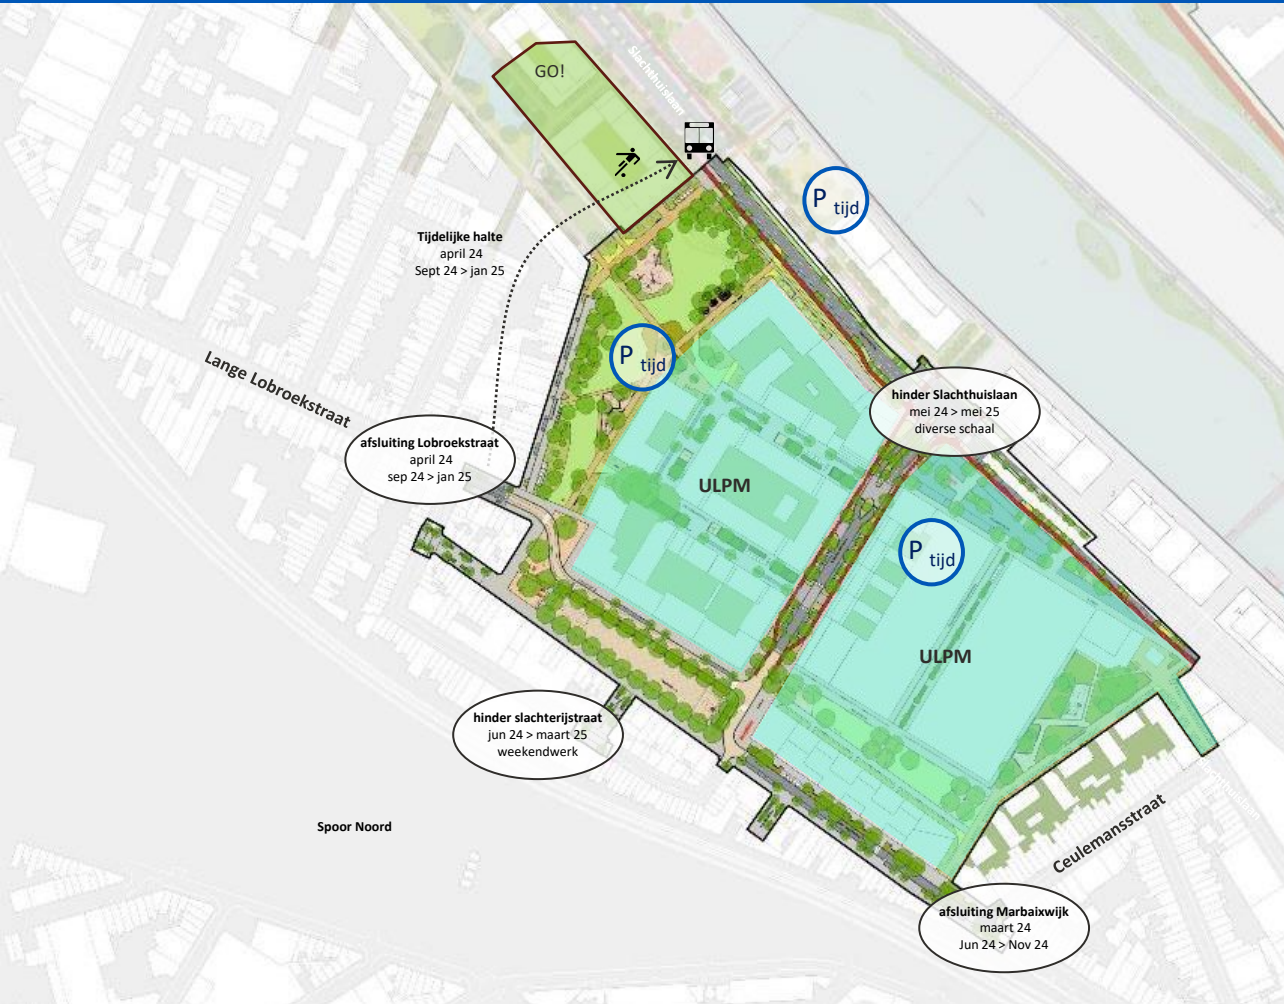 GO!
Slachthuislaan
P tijd
Tijdelijke halte
april 24
Sept 24 > jan 25
P tijd
Lange Lobroekstraat
hinder Slachthuislaan
mei 24 > mei 25
diverse schaal
afsluiting Lobroekstraat
april 24
sep 24 > jan 25
ULPM
P tijd
ULPM
hinder slachterijstraat
jun 24 > maart 25
weekendwerk
Spoor Noord
Ceulemansstraat
afsluiting Marbaixwijk
maart 24
Jun 24 > Nov 24